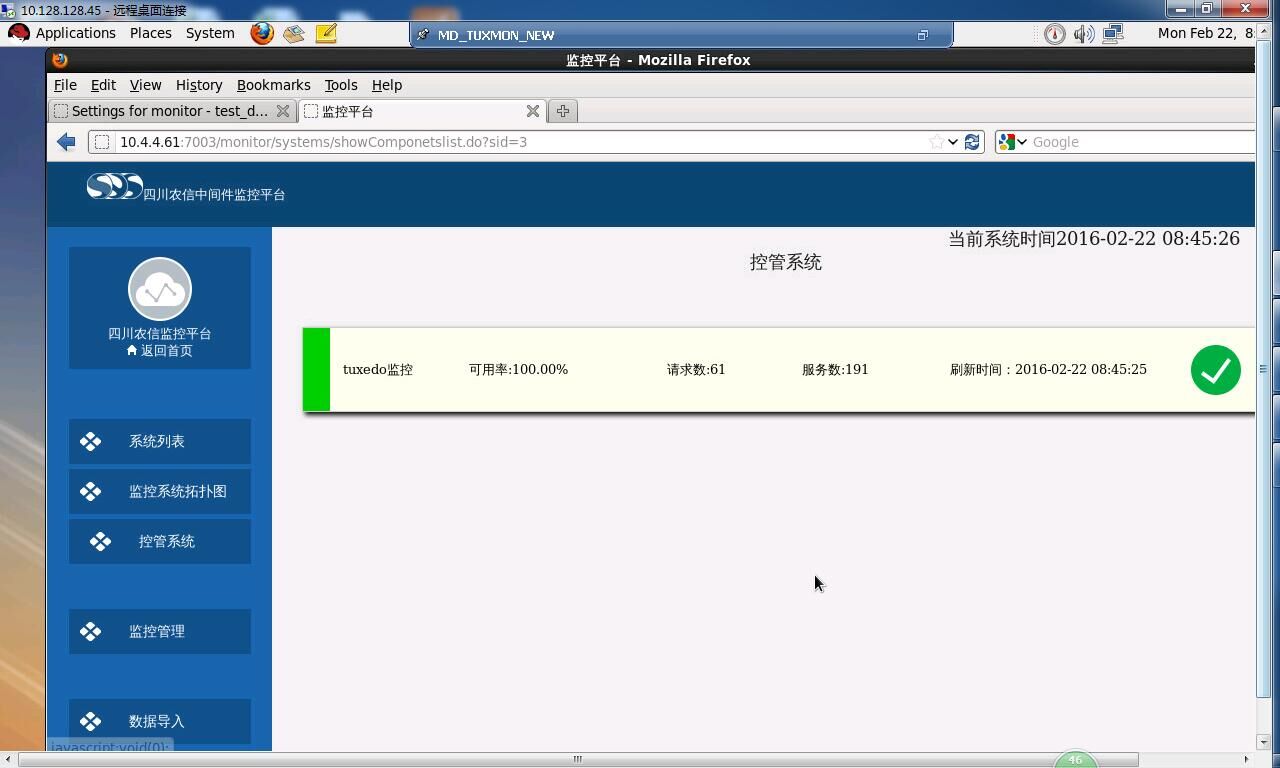 10.128.128.45 - 远程桌面连接
Applications Places System
MD_TUXMON_NEW
Mon Feb 22, 8:
监控平台 - Mozilla Firefox
File Edit View History Bookmarks Tools Help
Settings for monitor - test_d...
监控平台
10.4.4.61:7003/monitor/systems/showComponetslist.do?sid=3
Google
四川农信中间件监控平台
当前系统时间2016-02-22 08:45:26
控管系统
四川农信监控平台
返回首页
tuxedo监控 可用率:100.00% 请求数:61 服务数:191 刷新时间：2016-02-22 08:45:25
系统列表
监控系统拓扑图
控管系统
监控管理
数据导入
javascript:void(0);
46